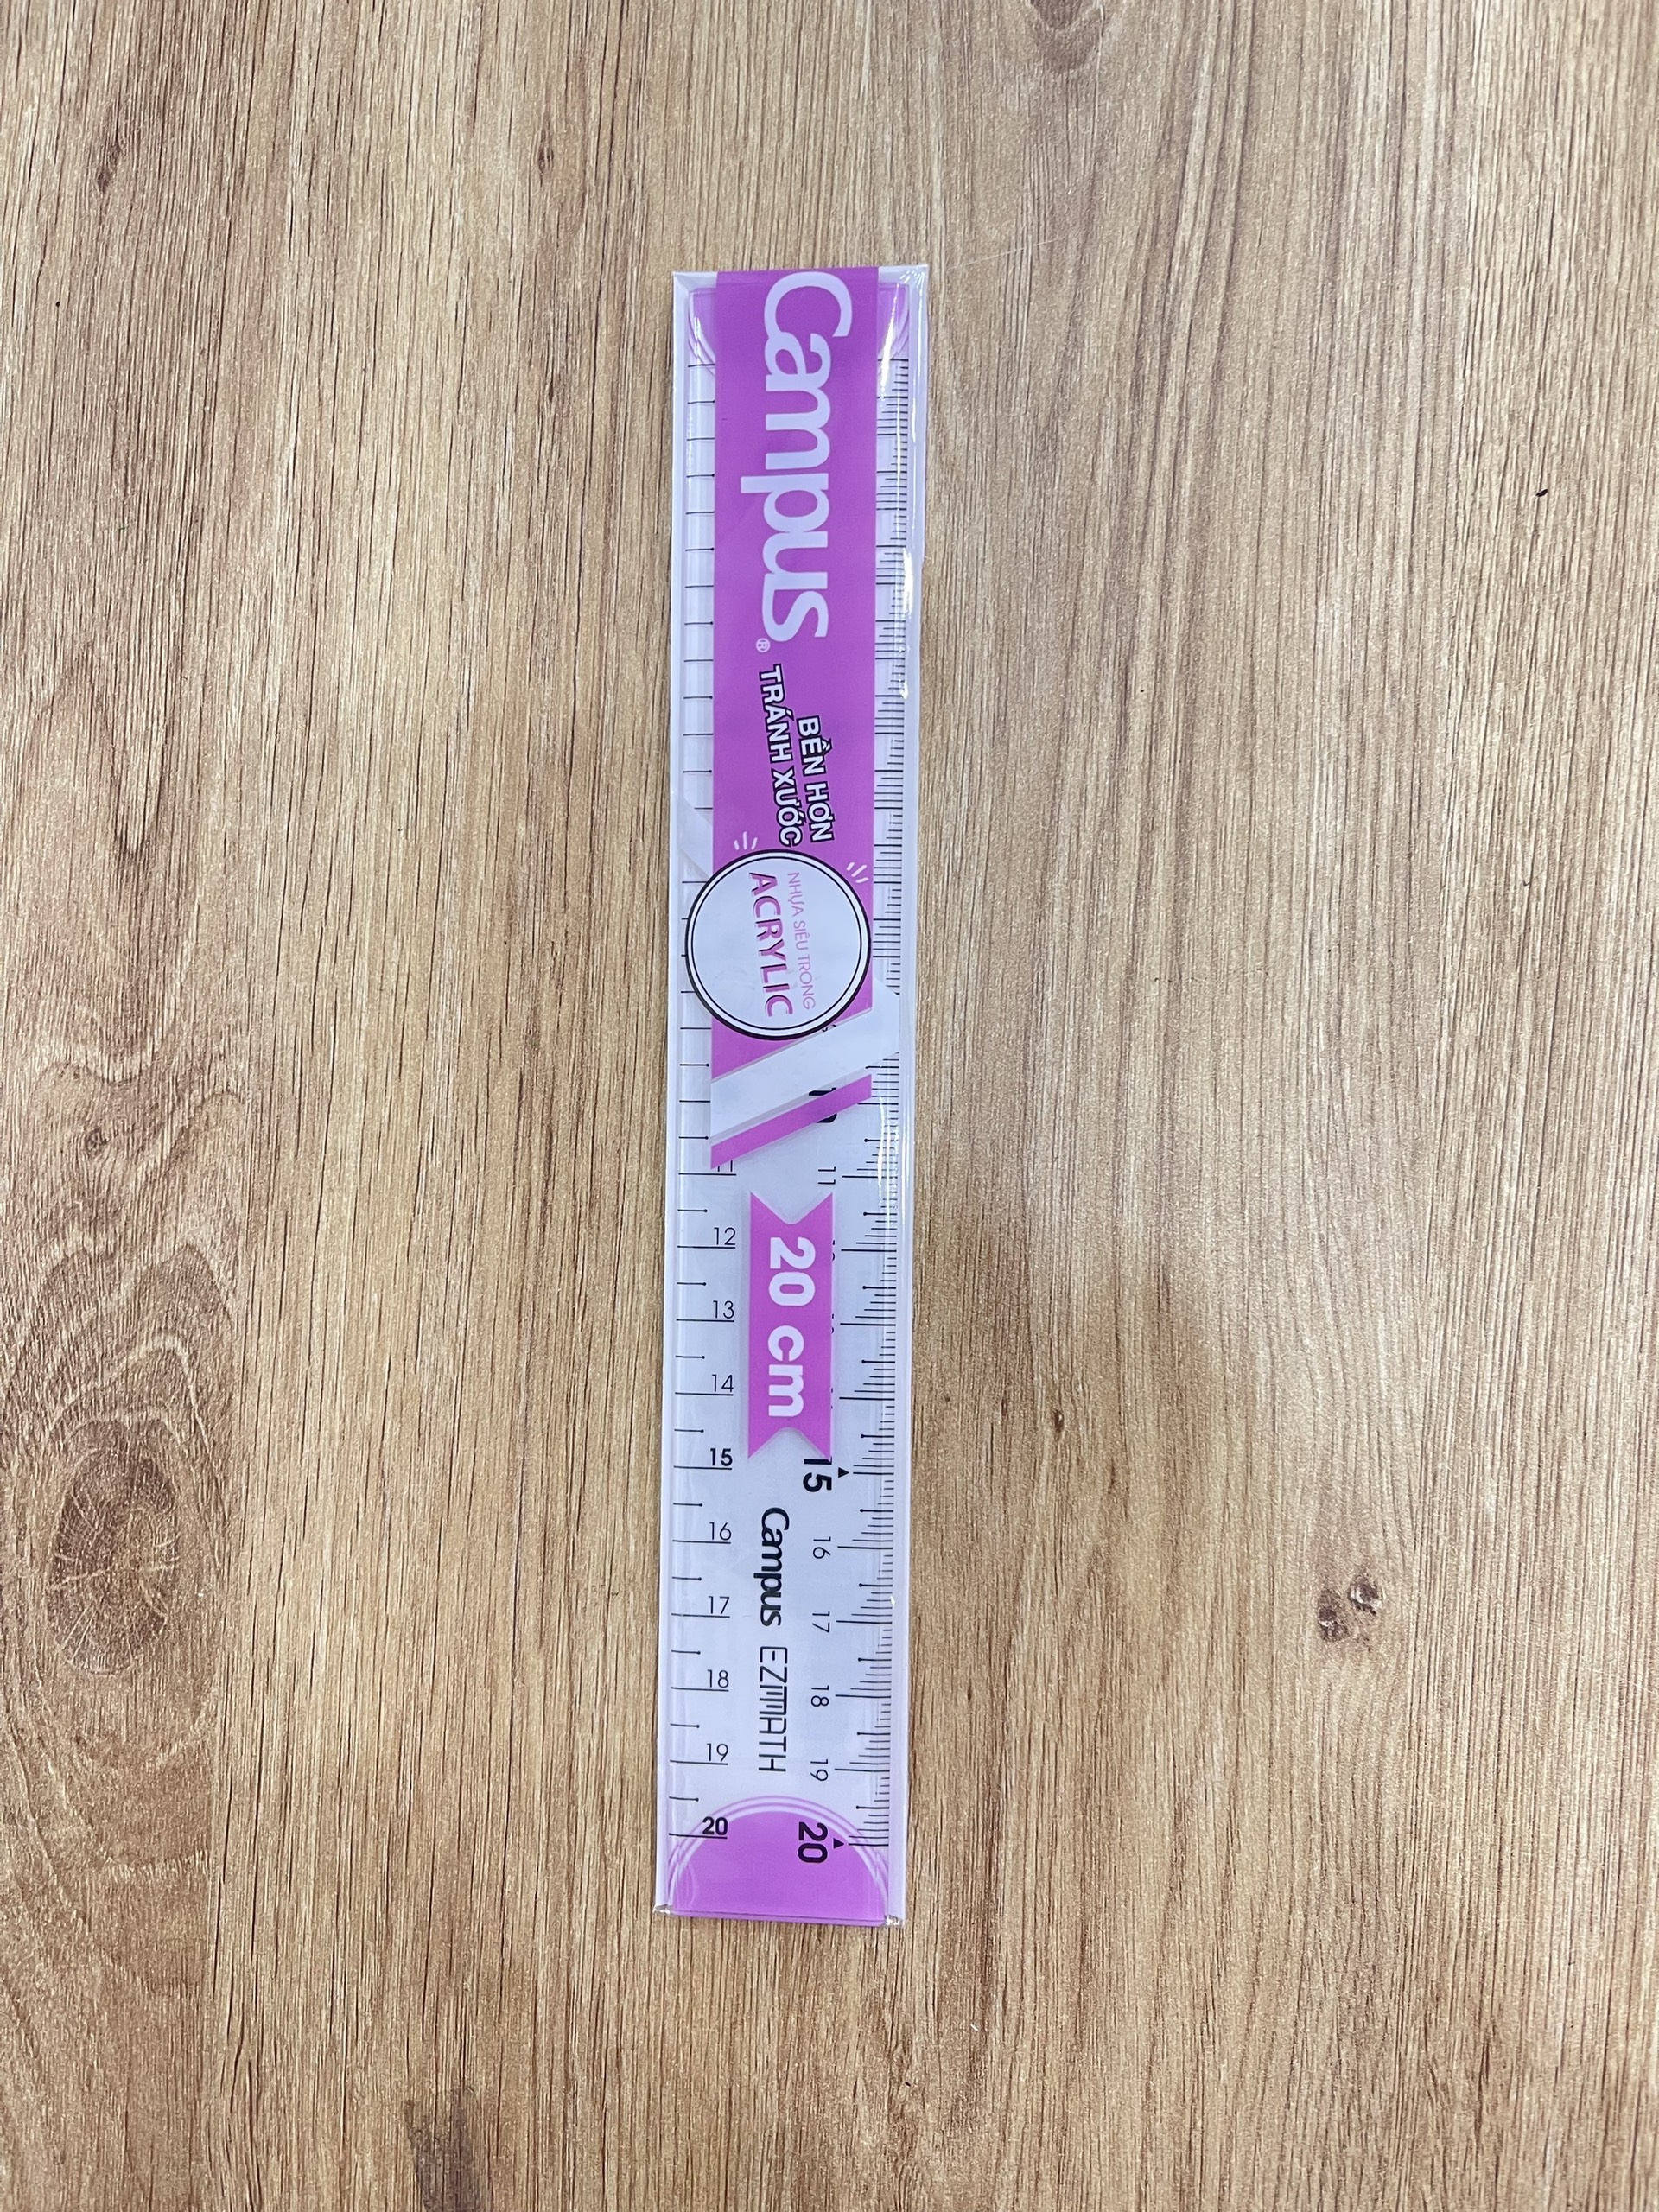 Campus®
BỀN HƠN
TRÁNH XƯỚC
NHỰA SIÊU TRONG
ACRYLIC
20 cm
Campus EZMATH
11 12 13 14 15 16 17 18 19 20
11 15 16 17 18 19 20